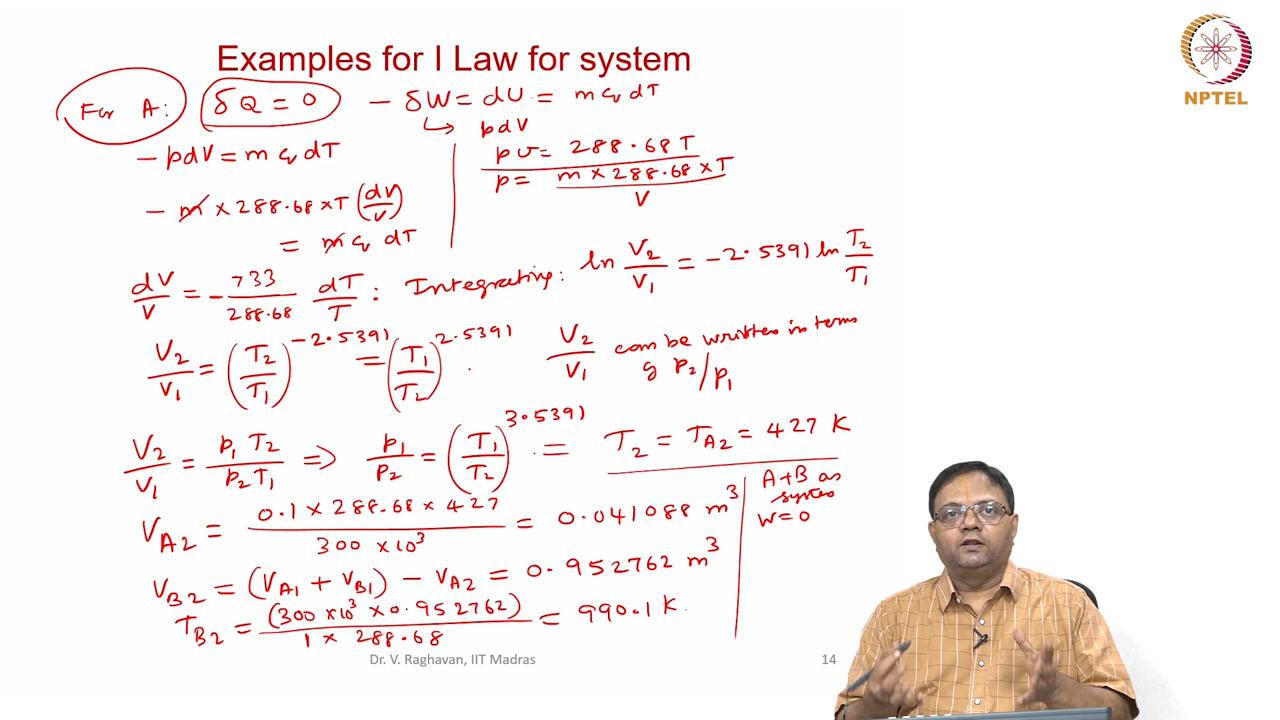 Examples for I Law for system
NPTEL
For A: δQ = 0 - δW = dU = m cv dT
↳ pdV
- pdV = m cv dT
pv = 288.68 T
p = m × 288.68 × T / V
- m × 288.68 × T (dV/V)
= m cv dT
dV/V = - 733/288.68 dT/T : Integrating: ln V2/V1 = -2.5391 ln T2/T1
V2/V1 = (T2/T1)^-2.5391 = (T1/T2)^2.5391 . V2/V1 can be written in terms
of p2/p1
V2/V1 = p1 T2 / p2 T1 ⇒ p1/p2 = (T1/T2)^3.5391 . = T2 = TA2 = 427 K
VA2 = 0.1 × 288.68 × 427 / 300 × 10^3 = 0.041088 m^3
A+B as
system
W = 0
VB2 = (VA1 + VB1) - VA2 = 0.952762 m^3
TB2 = (300 × 10^3 × 0.952762) / 1 × 288.68 = 990.1 K.
Dr. V. Raghavan, IIT Madras 14